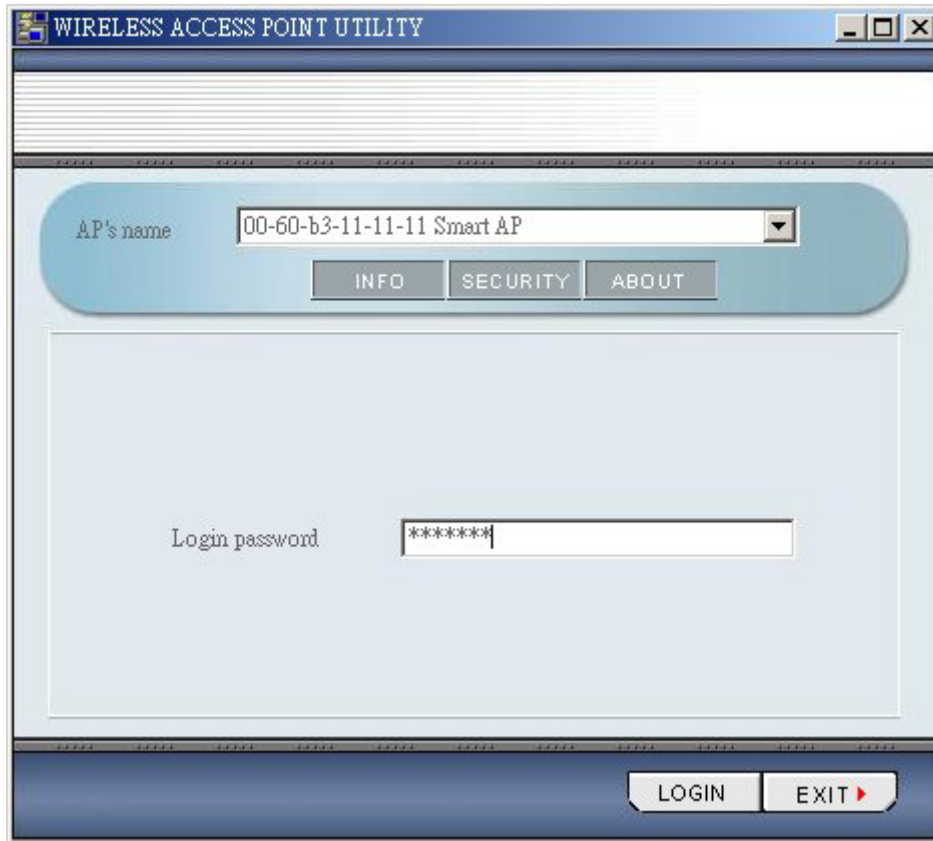 WIRELESS ACCESS POINT UTILITY
AP's name
00-60-b3-11-11-11 Smart AP
INFO
SECURITY
ABOUT
Login password
*******
LOGIN
EXIT